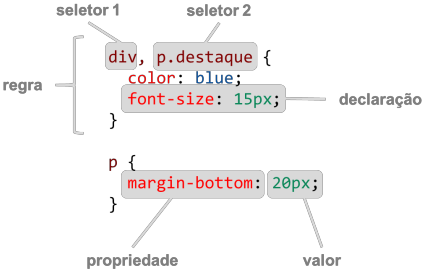 seletor 1
seletor 2
div, p.destaque {
color: blue;
regra
font-size: 15px;
declaração
}
p {
margin-bottom: 20px;
}
propriedade
valor